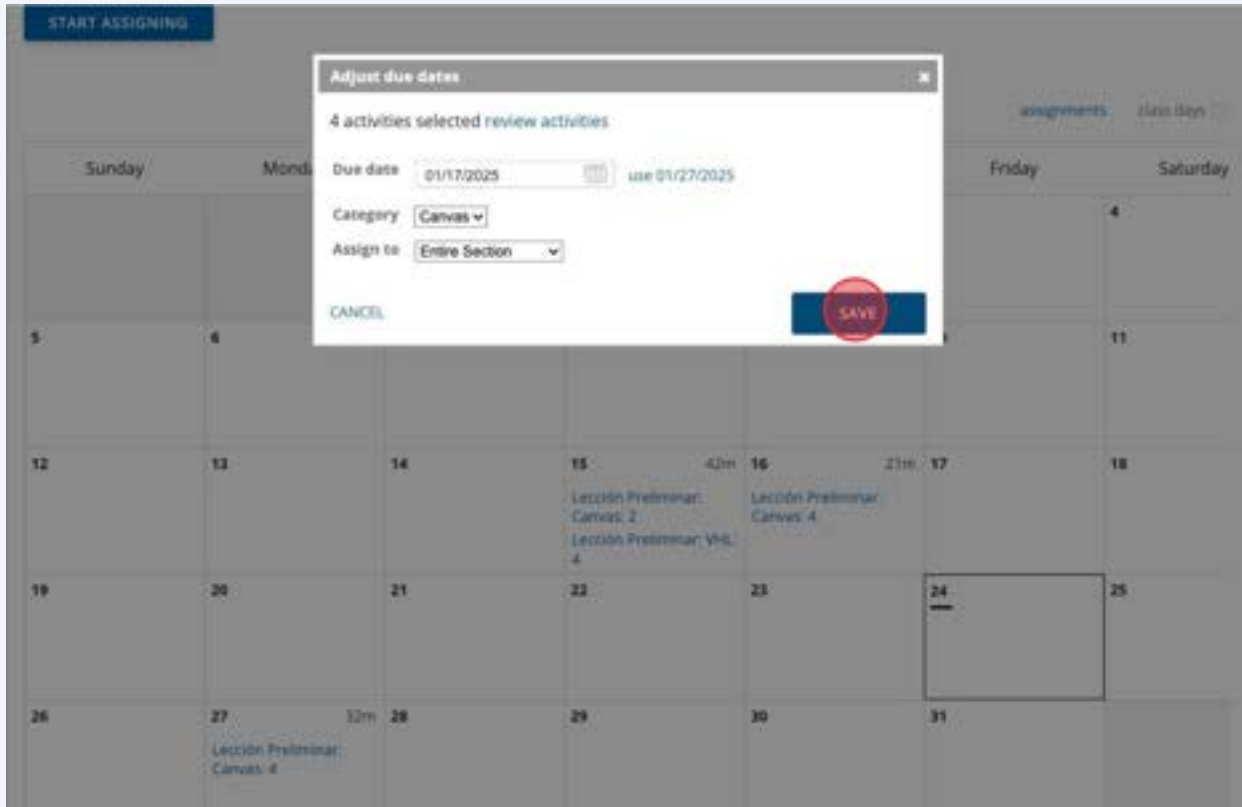 START ASSIGNING
Adjust due dates
4 activities selected review activities
assignments class days
Sunday Monda Friday Saturday
Due date 01/17/2025 use 01/27/2025
Category Canvas
Assign to Entire Section
4
CANCEL SAVE
5 6 11
12 13 14 15 42m 16 21m 17 18
Lección Preliminar: Lección Preliminar:
Canvas: 2 Canvas: 4
Lección Preliminar: VHL:
4
19 20 21 22 23 24 25
26 27 32m 28 29 30 31
Lección Preliminar:
Canvas: 4